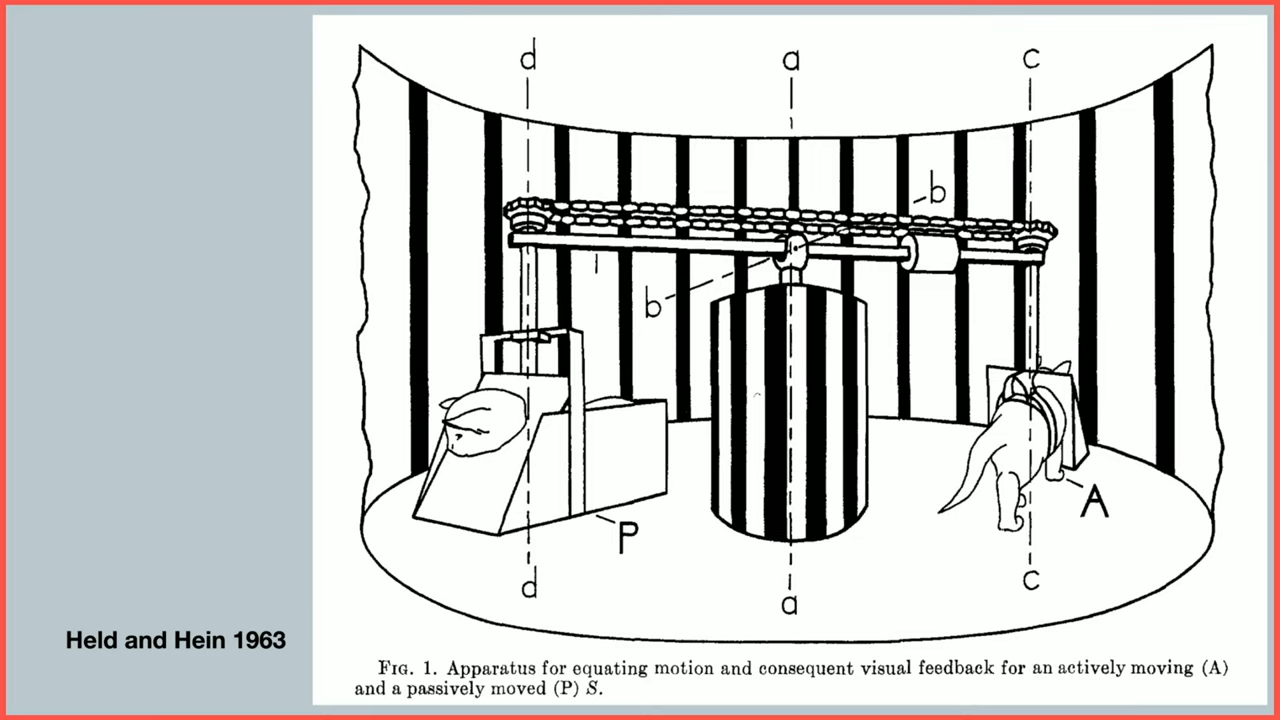 d
a
c
b
b
P
A
d
a
c
Held and Hein 1963
FIG. 1. Apparatus for equating motion and consequent visual feedback for an actively moving (A)
and a passively moved (P) S.